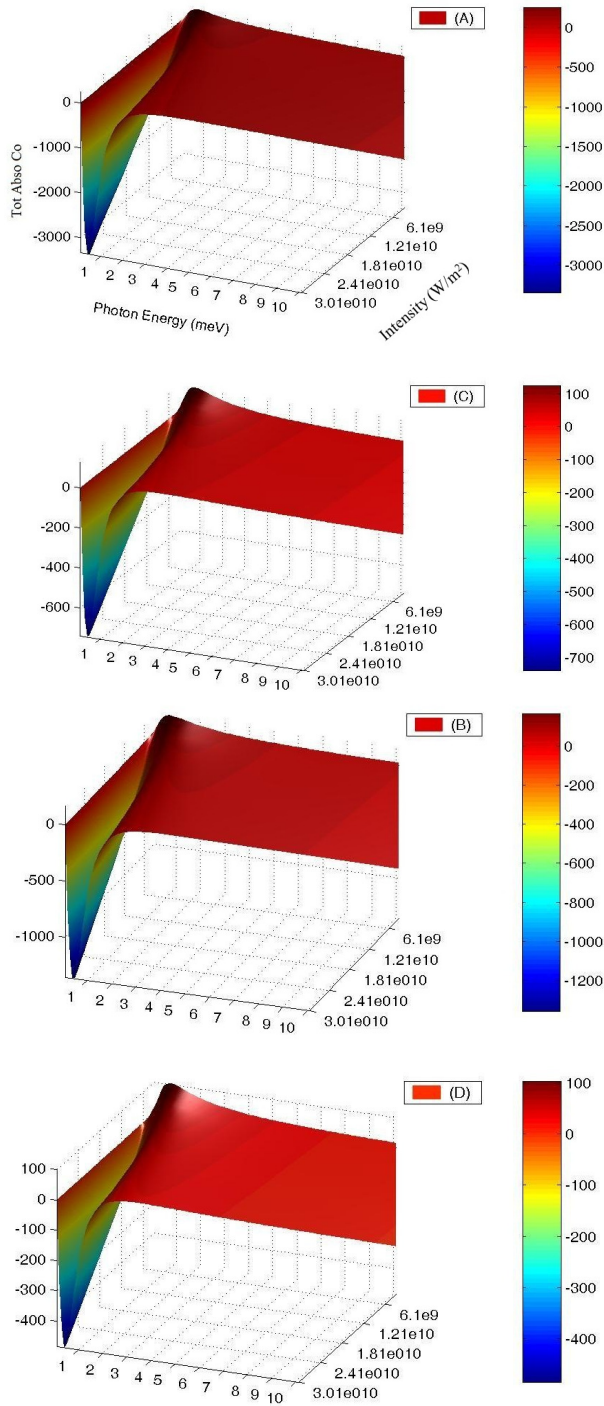 (A)
0
-1000
-2000
-3000
Tot Abso Co
1 2 3 4 5 6 7 8 9 10
Photon Energy (meV)
6.1e9
1.21e10
1.81e010
2.41e010
3.01e010
Intensity (W/m²)
0
-500
-1000
-1500
-2000
-2500
-3000
(C)
0
-200
-400
-600
1 2 3 4 5 6 7 8 9 10
6.1e9
1.21e10
1.81e010
2.41e010
3.01e010
100
0
-100
-200
-300
-400
-500
-600
-700
(B)
0
-500
-1000
1 2 3 4 5 6 7 8 9 10
6.1e9
1.21e10
1.81e010
2.41e010
3.01e010
0
-200
-400
-600
-800
-1000
-1200
(D)
100
0
-100
-200
-300
-400
1 2 3 4 5 6 7 8 9 10
6.1e9
1.21e10
1.81e010
2.41e010
3.01e010
100
0
-100
-200
-300
-400